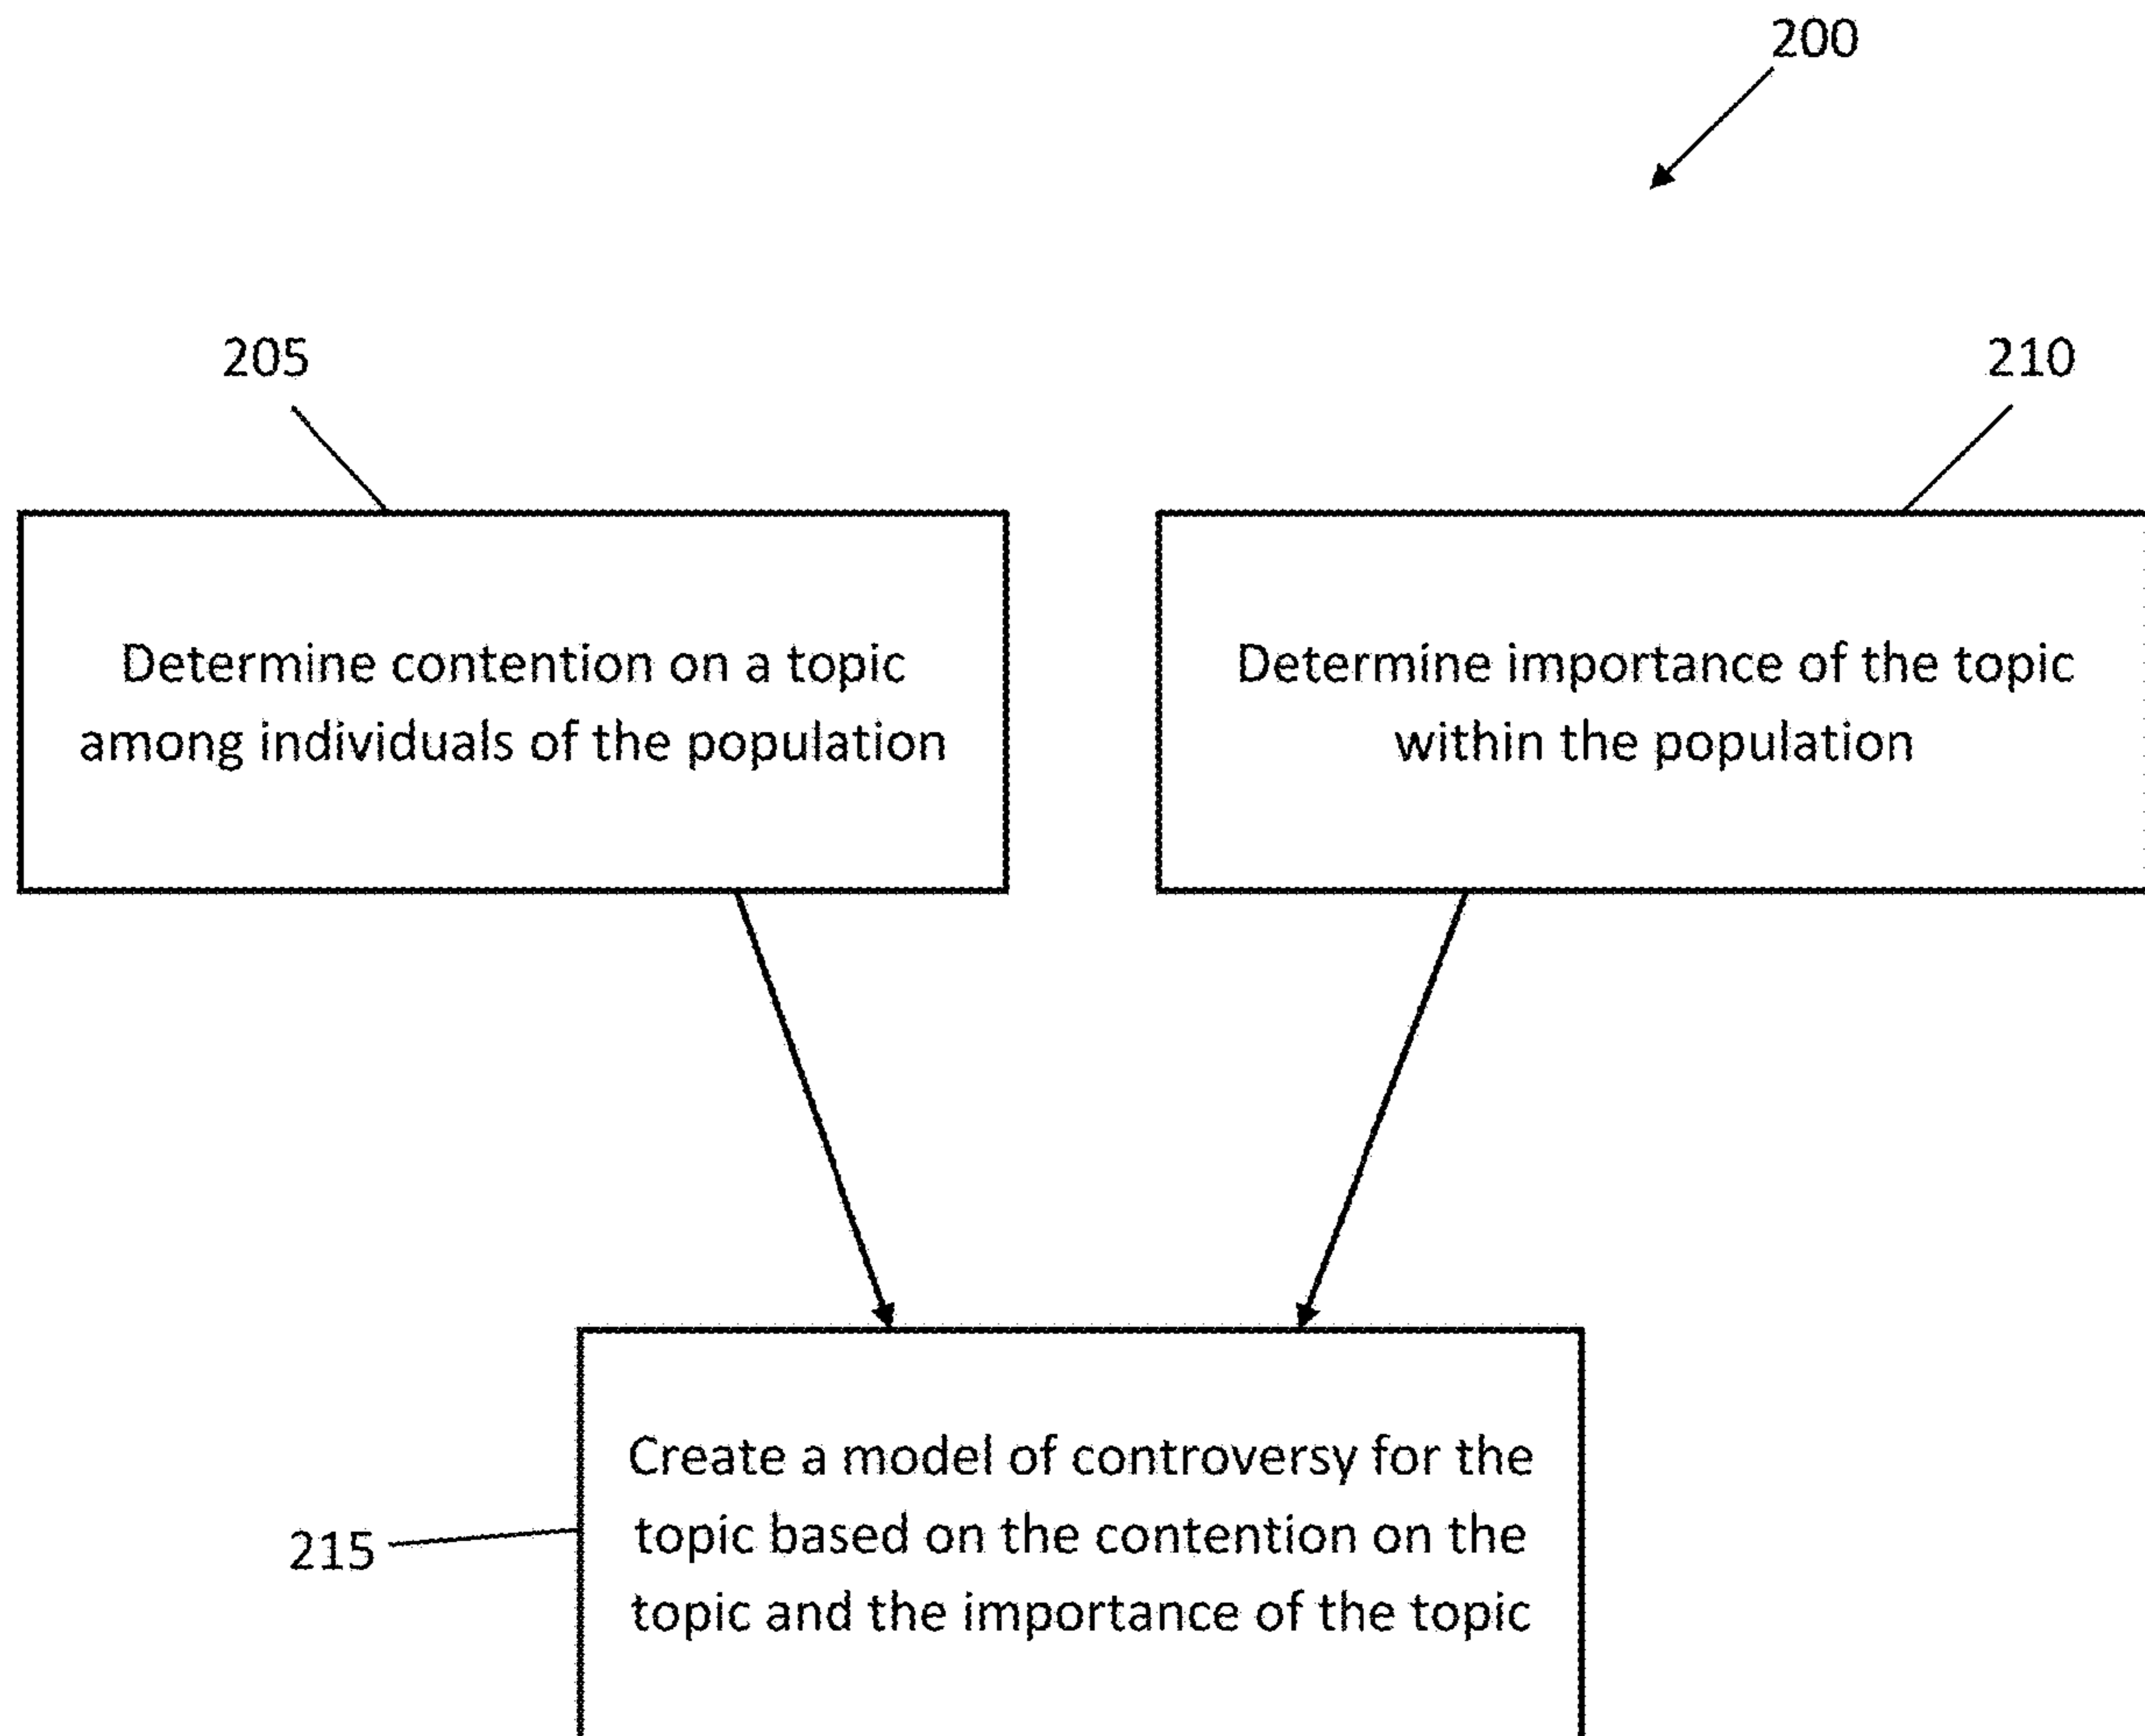 200
205
210
Determine contention on a topic
among individuals of the population
Determine importance of the topic
within the population
Create a model of controversy for the
topic based on the contention on the
topic and the importance of the topic
215